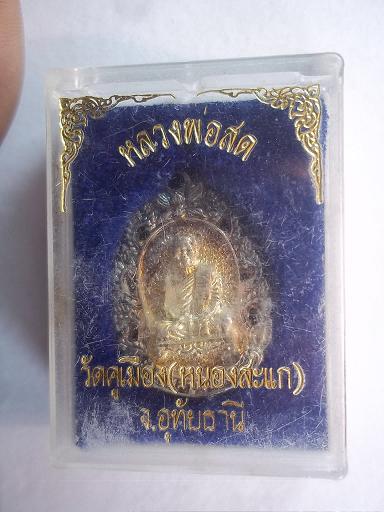 หลวงพ่อสด
วัดคูเมือง(หนองสะแก)
จ.อุทัยธานี